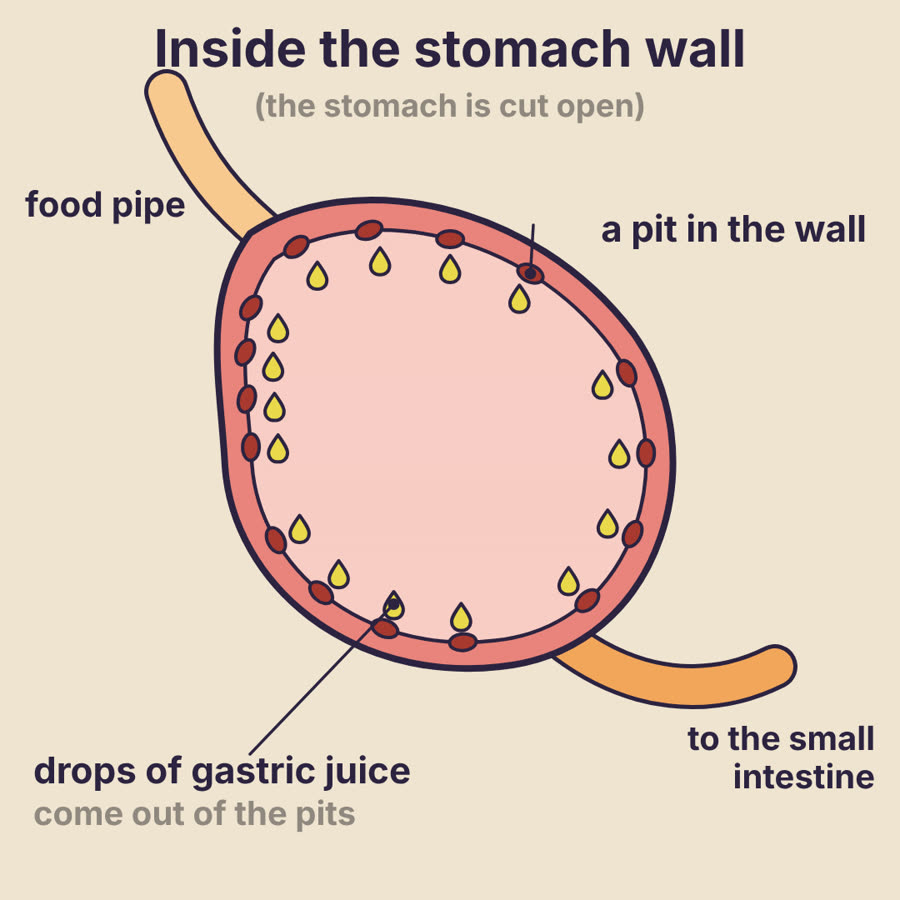 Inside the stomach wall
(the stomach is cut open)
food pipe
a pit in the wall
drops of gastric juice
come out of the pits
to the small
intestine